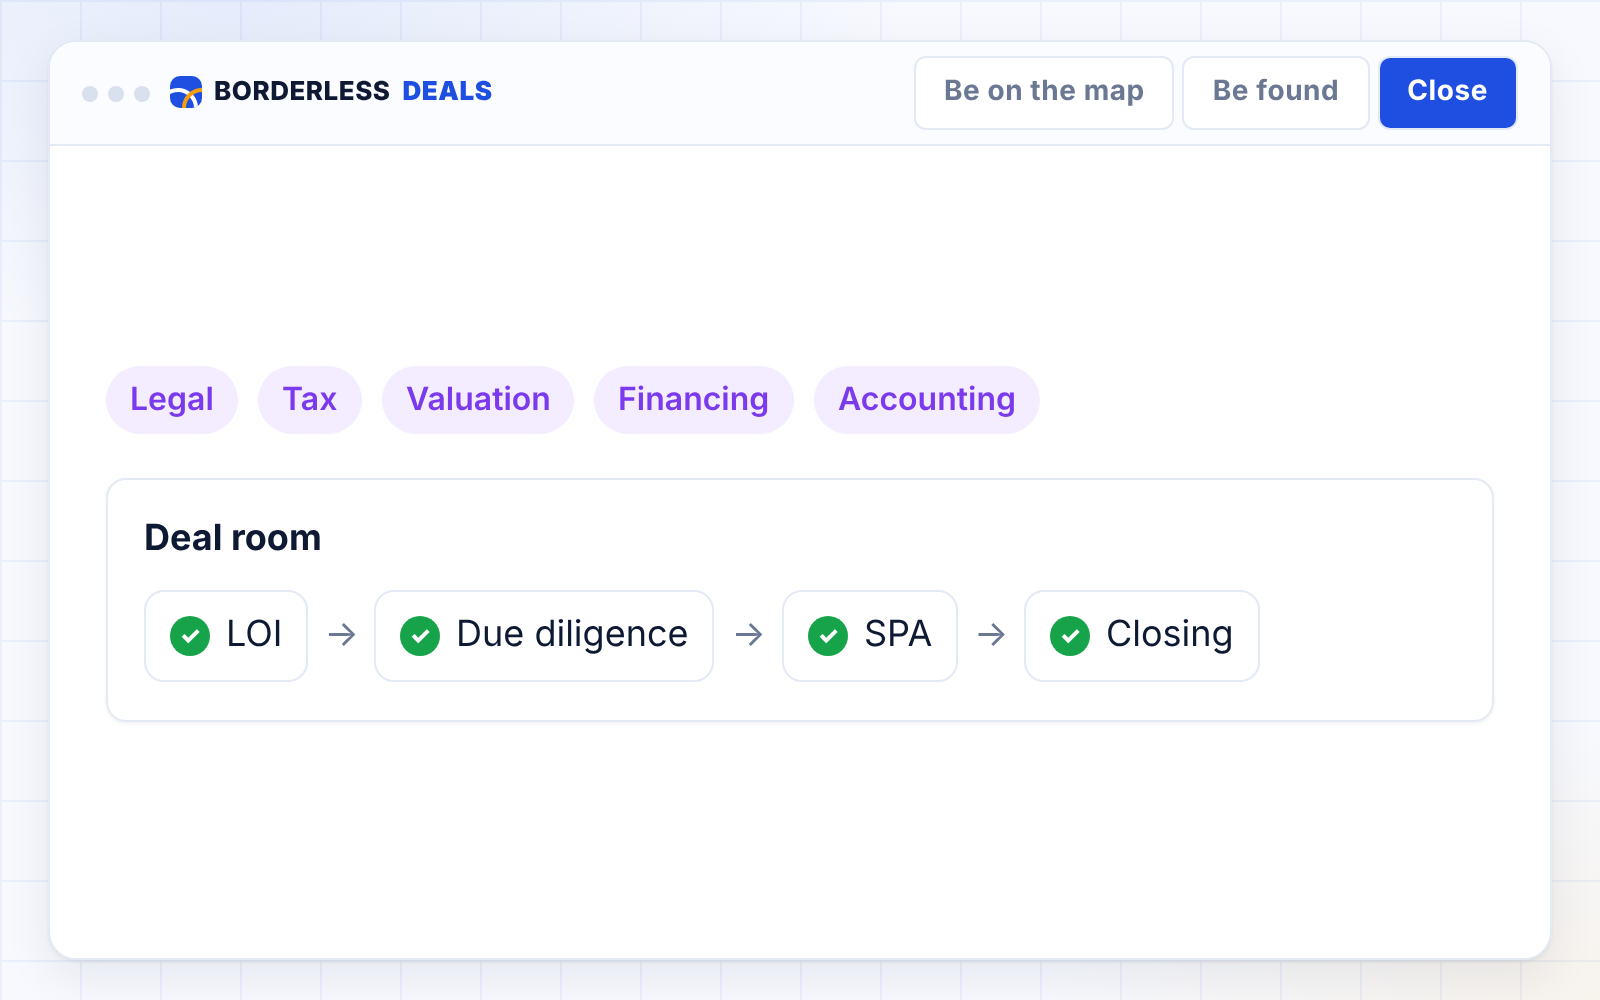 BORDERLESS DEALS
Be on the map
Be found
Close
Legal
Tax
Valuation
Financing
Accounting
Deal room
LOI → Due diligence → SPA → Closing